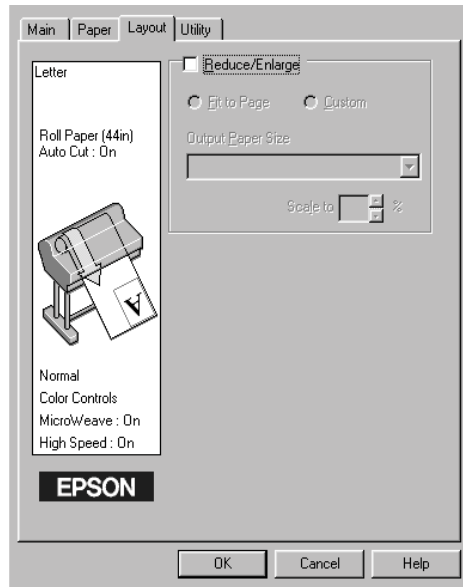 Main Paper Layout Utility
Letter
Roll Paper (44in)
Auto Cut : On
A
Normal
Color Controls
MicroWeave : On
High Speed : On
EPSON
Reduce/Enlarge
Fit to Page Custom
Output Paper Size
Scale to %
OK Cancel Help